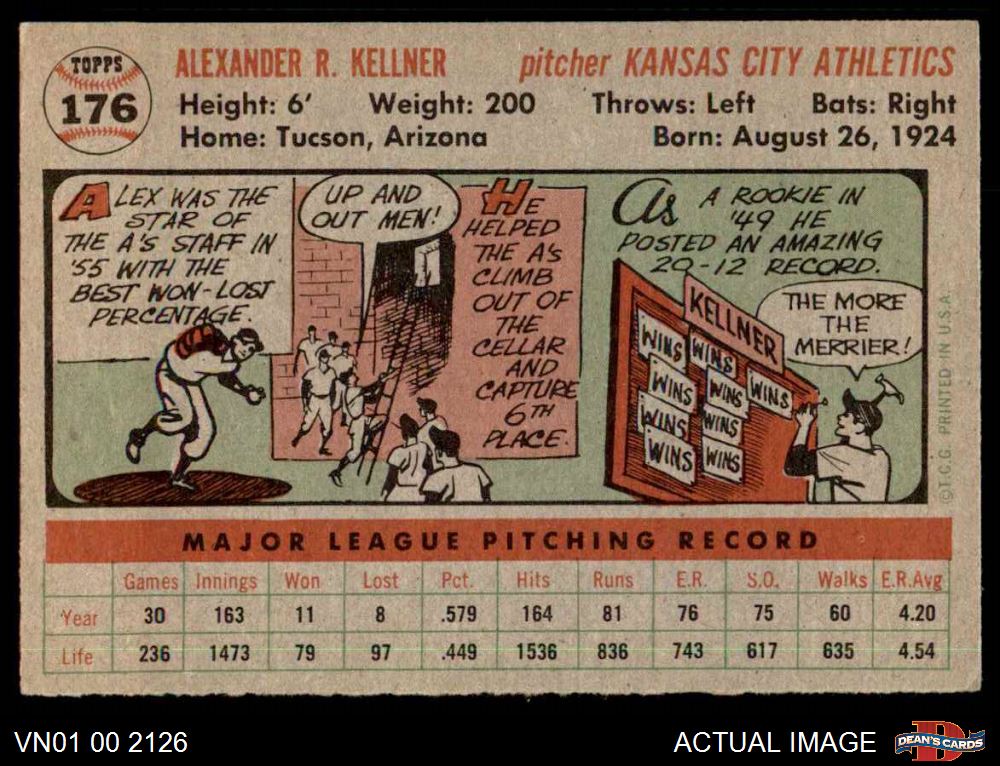 TOPPS
176
ALEXANDER R. KELLNER pitcher KANSAS CITY ATHLETICS
Height: 6' Weight: 200 Throws: Left Bats: Right
Home: Tucson, Arizona Born: August 26, 1924
ALEX WAS THE
STAR OF
THE A'S STAFF IN
'55 WITH THE
BEST WON-LOST
PERCENTAGE.
UP AND
OUT MEN!
HE
HELPED
THE A'S
CLIMB
OUT OF
THE
CELLAR
AND
CAPTURE
6TH
PLACE.
AS A ROOKIE IN
'49 HE
POSTED AN AMAZING
20-12 RECORD.
KELLNER
WINS
WINS
WINS
WINS
WINS
WINS
WINS
WINS
WINS
THE MORE
THE
MERRIER!
©T.C.G. PRINTED IN U.S.A.
MAJOR LEAGUE PITCHING RECORD
Games Innings Won Lost Pct. Hits Runs E.R. S.O. Walks E.R.Avg
Year 30 163 11 8 .579 164 81 76 75 60 4.20
Life 236 1473 79 97 .449 1536 836 743 617 635 4.54
VN01 00 2126 ACTUAL IMAGE DEAN'S CARDS